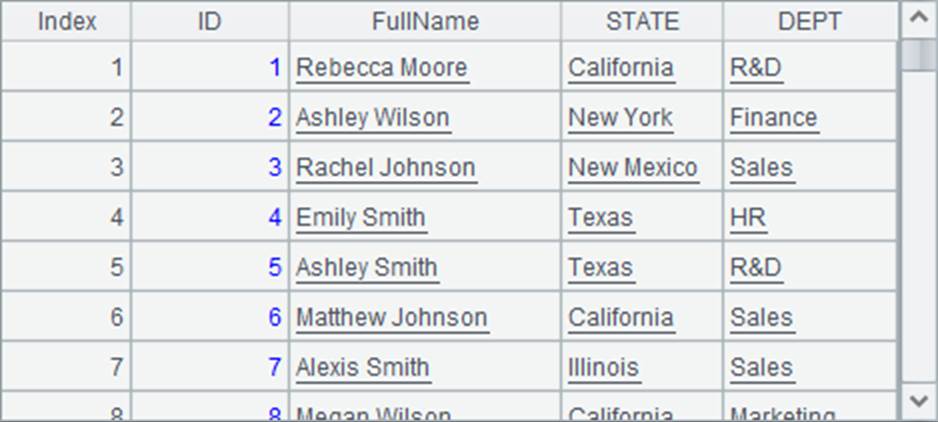 Index ID FullName STATE DEPT
1 1 Rebecca Moore California R&D
2 2 Ashley Wilson New York Finance
3 3 Rachel Johnson New Mexico Sales
4 4 Emily Smith Texas HR
5 5 Ashley Smith Texas R&D
6 6 Matthew Johnson California Sales
7 7 Alexis Smith Illinois Sales
8 8 Megan Wilson California Marketing